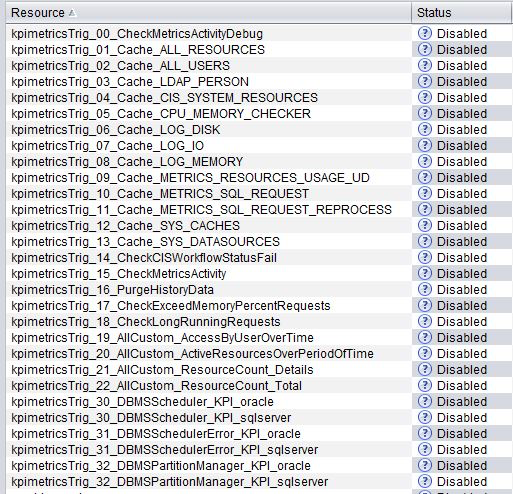 Resource Status
kpimetricsTrig_00_CheckMetricsActivityDebug Disabled
kpimetricsTrig_01_Cache_ALL_RESOURCES Disabled
kpimetricsTrig_02_Cache_ALL_USERS Disabled
kpimetricsTrig_03_Cache_LDAP_PERSON Disabled
kpimetricsTrig_04_Cache_CIS_SYSTEM_RESOURCES Disabled
kpimetricsTrig_05_Cache_CPU_MEMORY_CHECKER Disabled
kpimetricsTrig_06_Cache_LOG_DISK Disabled
kpimetricsTrig_07_Cache_LOG_IO Disabled
kpimetricsTrig_08_Cache_LOG_MEMORY Disabled
kpimetricsTrig_09_Cache_METRICS_RESOURCES_USAGE_UD Disabled
kpimetricsTrig_10_Cache_METRICS_SQL_REQUEST Disabled
kpimetricsTrig_11_Cache_METRICS_SQL_REQUEST_REPROCESS Disabled
kpimetricsTrig_12_Cache_SYS_CACHES Disabled
kpimetricsTrig_13_Cache_SYS_DATASOURCES Disabled
kpimetricsTrig_14_CheckCISWorkflowStatusFail Disabled
kpimetricsTrig_15_CheckMetricsActivity Disabled
kpimetricsTrig_16_PurgeHistoryData Disabled
kpimetricsTrig_17_CheckExceedMemoryPercentRequests Disabled
kpimetricsTrig_18_CheckLongRunningRequests Disabled
kpimetricsTrig_19_AllCustom_AccessByUserOverTime Disabled
kpimetricsTrig_20_AllCustom_ActiveResourcesOverPeriodOfTime Disabled
kpimetricsTrig_21_AllCustom_ResourceCount_Details Disabled
kpimetricsTrig_22_AllCustom_ResourceCount_Total Disabled
kpimetricsTrig_30_DBMSScheduler_KPI_oracle Disabled
kpimetricsTrig_30_DBMSScheduler_KPI_sqlserver Disabled
kpimetricsTrig_31_DBMSSchedulerError_KPI_oracle Disabled
kpimetricsTrig_31_DBMSSchedulerError_KPI_sqlserver Disabled
kpimetricsTrig_32_DBMSPartitionManager_KPI_oracle Disabled
kpimetricsTrig_32_DBMSPartitionManager_KPI_sqlserver Disabled